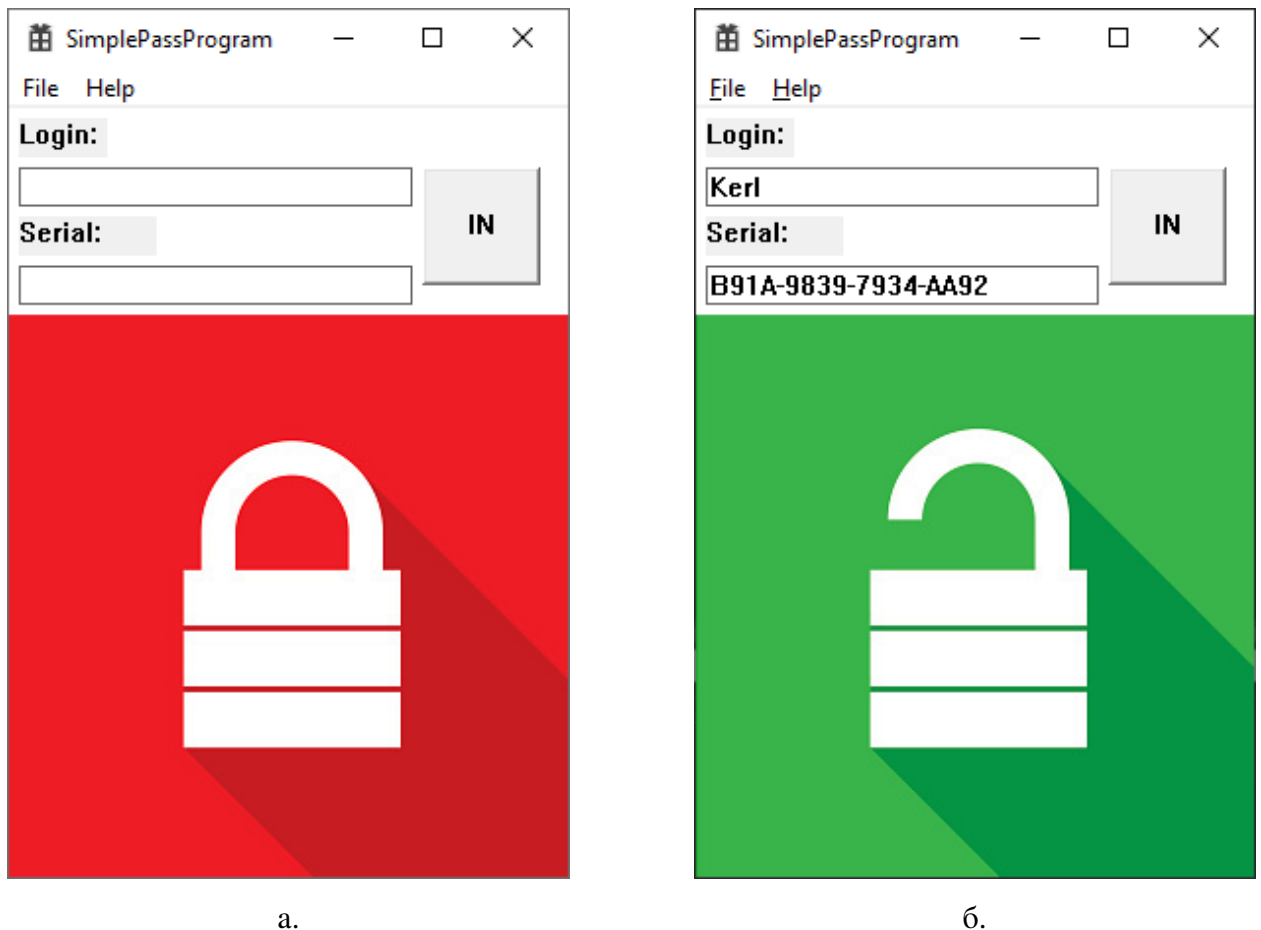 SimplePassProgram
File Help
Login:
IN
Serial:
SimplePassProgram
File Help
Login:
Kerl
IN
Serial:
B91A-9839-7934-AA92
а.
б.